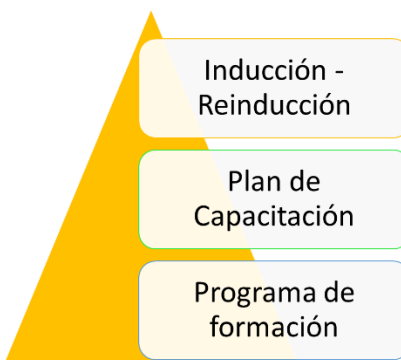 Inducción -
Reinducción
Plan de
Capacitación
Programa de
formación